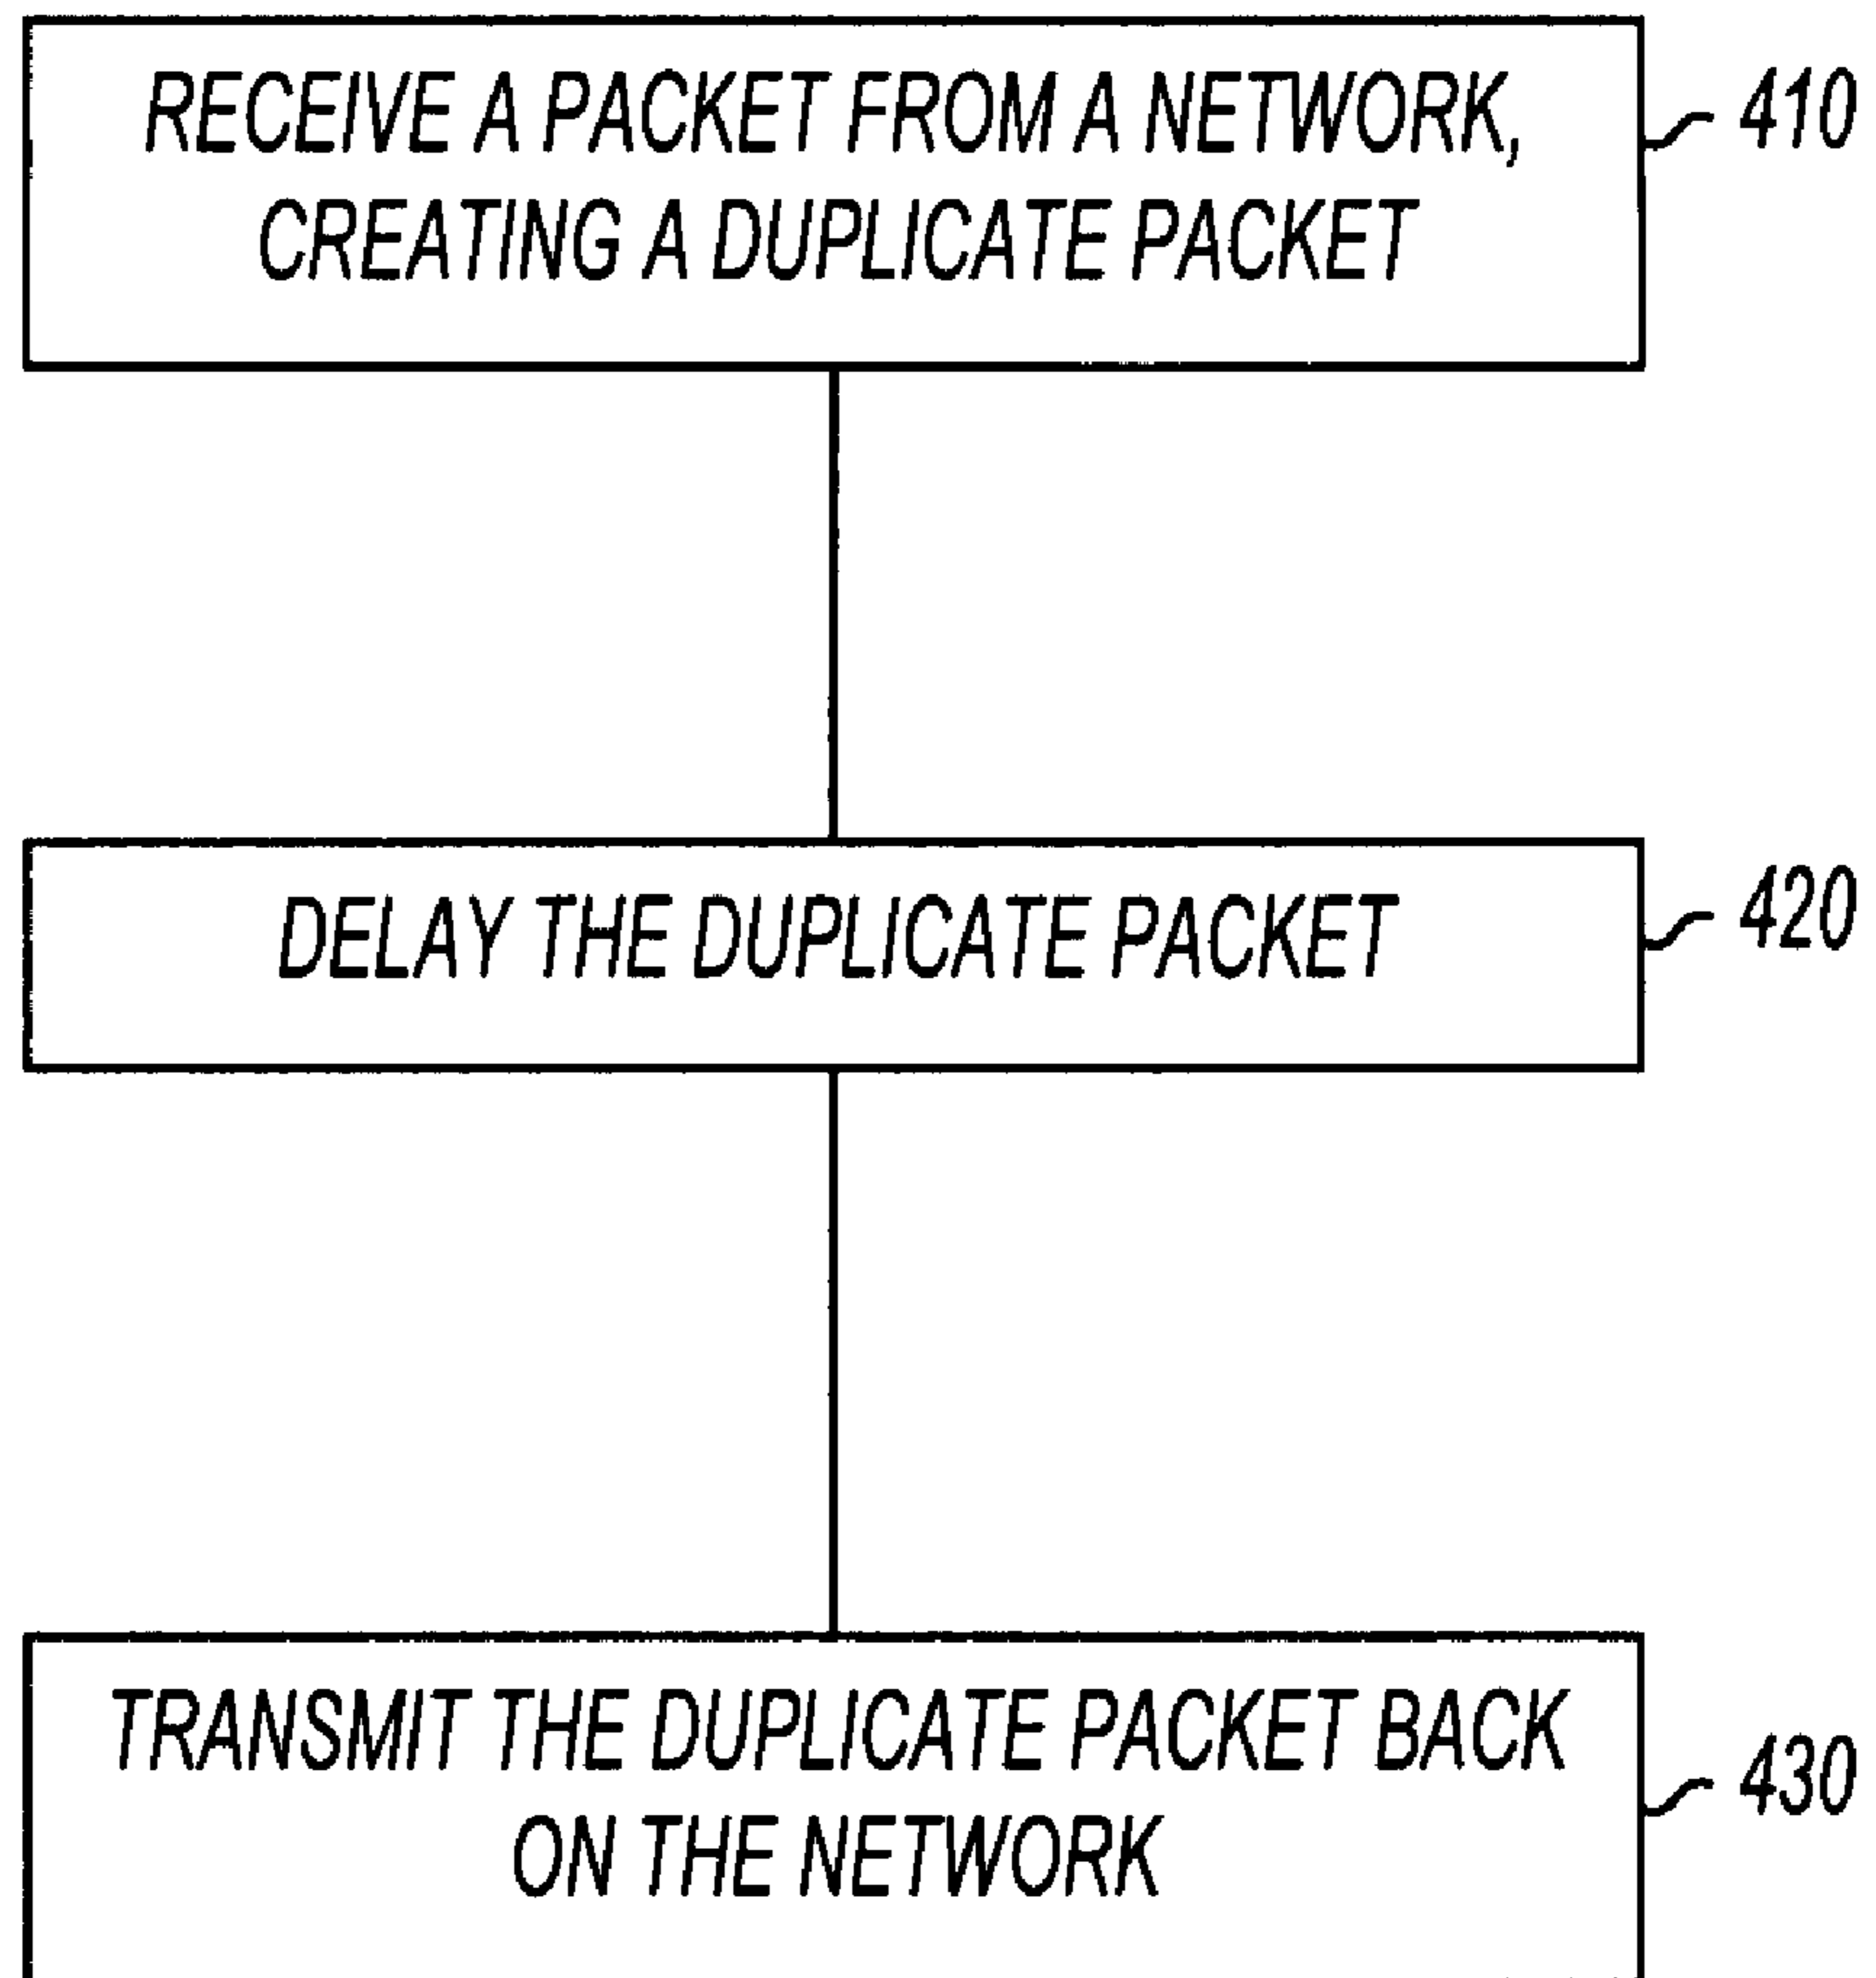 RECEIVE A PACKET FROM A NETWORK,
CREATING A DUPLICATE PACKET
410
DELAY THE DUPLICATE PACKET
420
TRANSMIT THE DUPLICATE PACKET BACK
ON THE NETWORK
430